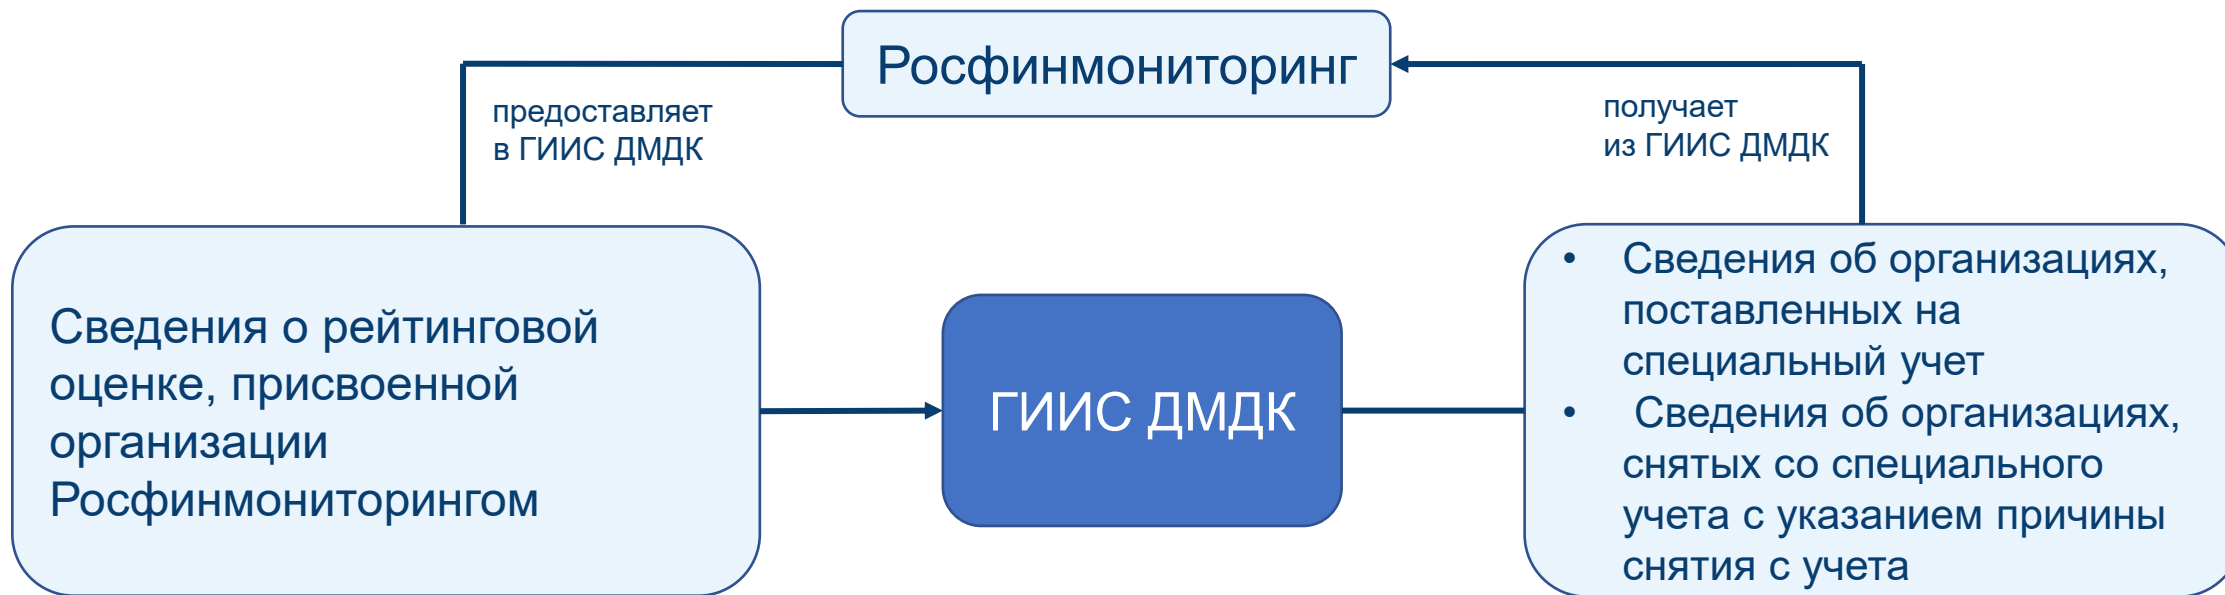 Росфинмониторинг
предоставляет
в ГИИС ДМДК
получает
из ГИИС ДМДК
Сведения о рейтинговой
оценке, присвоенной
организации
Росфинмониторингом
ГИИС ДМДК
• Сведения об организациях,
поставленных на
специальный учет
• Сведения об организациях,
снятых со специального
учета с указанием причины
снятия с учета